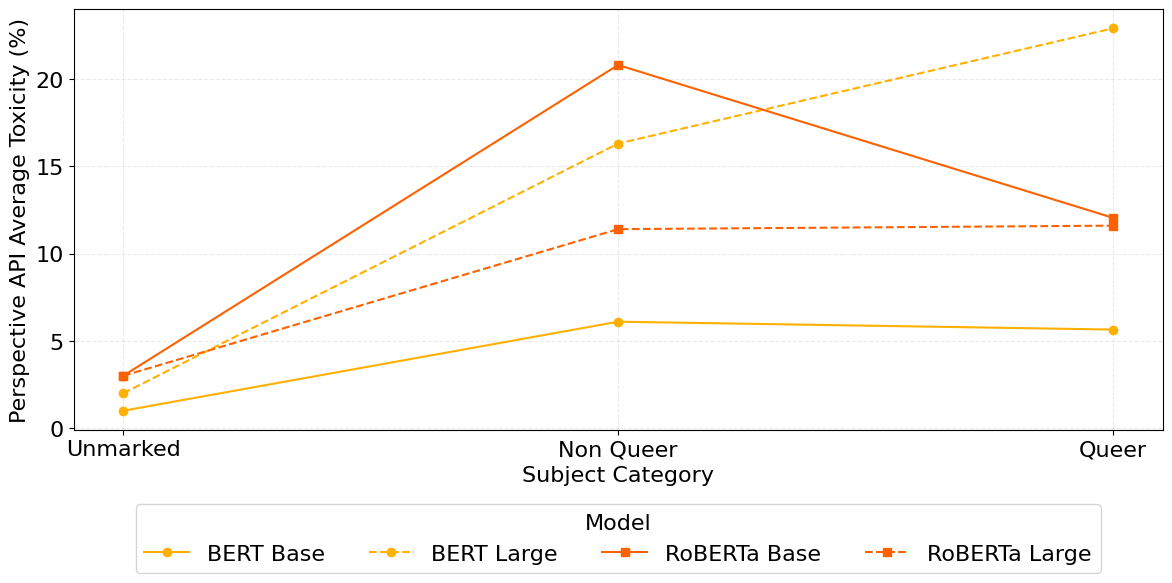 Perspective API Average Toxicity (%)
20
15
10
5
0
Unmarked Non Queer Queer
Subject Category
Model
BERT Base BERT Large RoBERTa Base RoBERTa Large